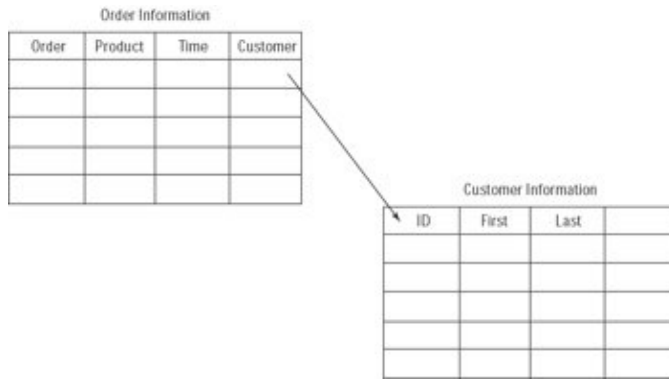 Order Information
Order Product Time Customer
Customer Information
ID First Last